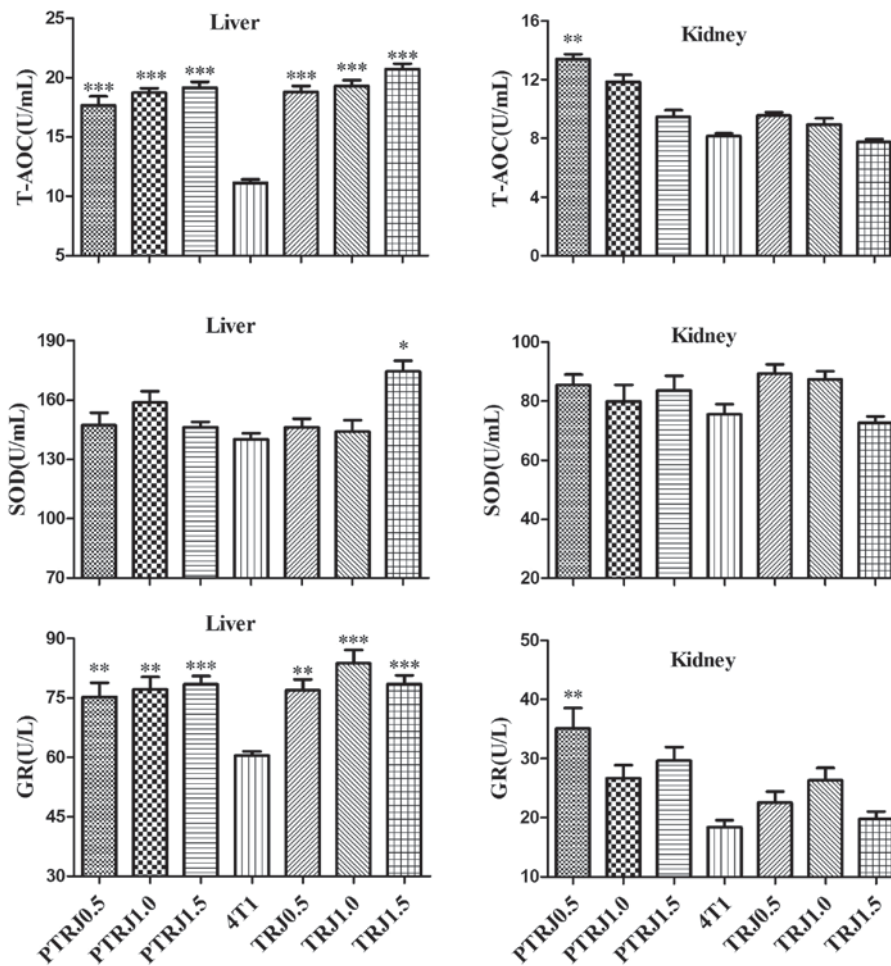 Liver
T-AOC(U/mL)
25
20
15
10
5
***
***
***
***
***
***
Kidney
T-AOC(U/mL)
16
12
8
4
0
**
Liver
SOD(U/mL)
190
160
130
100
70
*
Kidney
SOD(U/mL)
100
80
60
40
20
Liver
GR(U/L)
90
75
60
45
30
**
**
***
**
***
***
PTRJ0.5
PTRJ1.0
PTRJ1.5
4T1
TRJ0.5
TRJ1.0
TRJ1.5
Kidney
GR(U/L)
50
40
30
20
10
**
PTRJ0.5
PTRJ1.0
PTRJ1.5
4T1
TRJ0.5
TRJ1.0
TRJ1.5